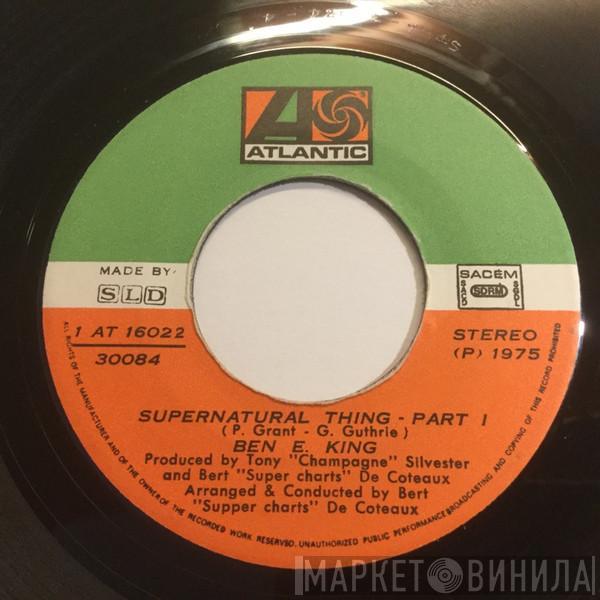 ATLANTIC
MADE BY:
SLD
SACEM
SACD SDRM SGDL
1 AT 16022
30084
STEREO
(P) 1975
SUPERNATURAL THING - PART I
( P. Grant - G. Guthrie )
BEN E. KING
Produced by Tony "Champagne" Silvester
and Bert "Super charts" De Coteaux
Arranged & Conducted by Bert
"Supper charts" De Coteaux
ALL RIGHTS OF THE MANUFACTURER AND OF THE OWNER OF THE RECORDED WORK RESERVED. UNAUTHORIZED PUBLIC PERFORMANCE BROADCASTING AND COPYING OF THIS RECORD PROHIBITED
МАРКЕТ ВИНИЛА